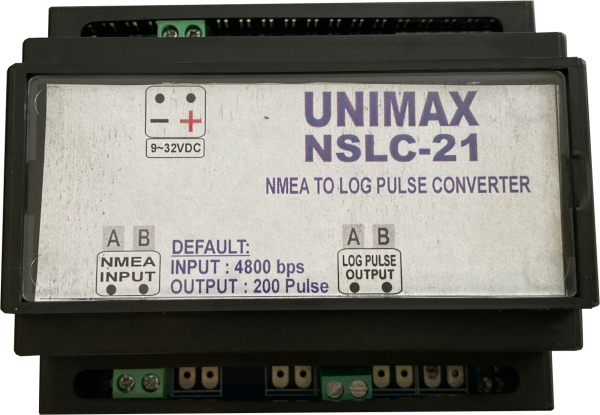 UNIMAX
NSLC-21
NMEA TO LOG PULSE CONVERTER
− +
9~32VDC
A B
NMEA
INPUT
DEFAULT:
INPUT : 4800 bps
OUTPUT : 200 Pulse
A B
LOG PULSE
OUTPUT